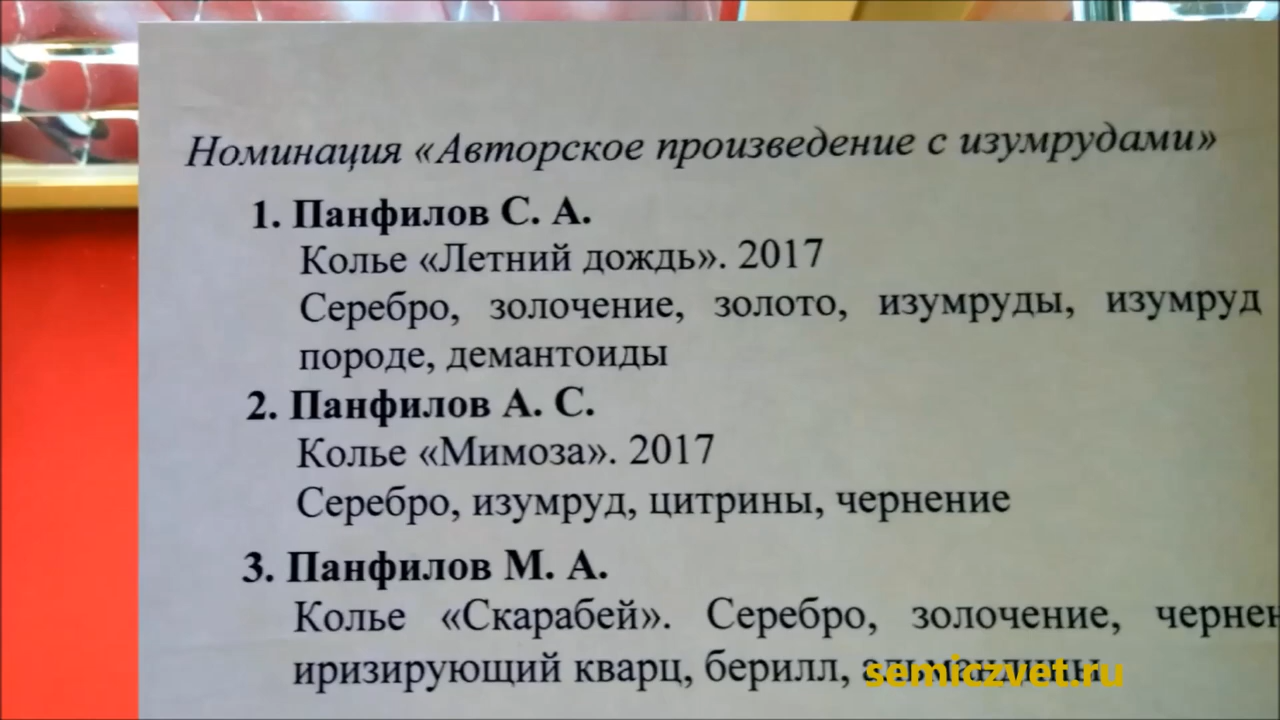 Номинация «Авторское произведение с изумрудами»
1. Панфилов С. А.
Колье «Летний дождь». 2017
Серебро, золочение, золото, изумруды, изумруд
породе, демантоиды
2. Панфилов А. С.
Колье «Мимоза». 2017
Серебро, изумруд, цитрины, чернение
3. Панфилов М. А.
Колье «Скарабей». Серебро, золочение,
иризирующий кварц, берилл, альмандины
semiczvet.ru